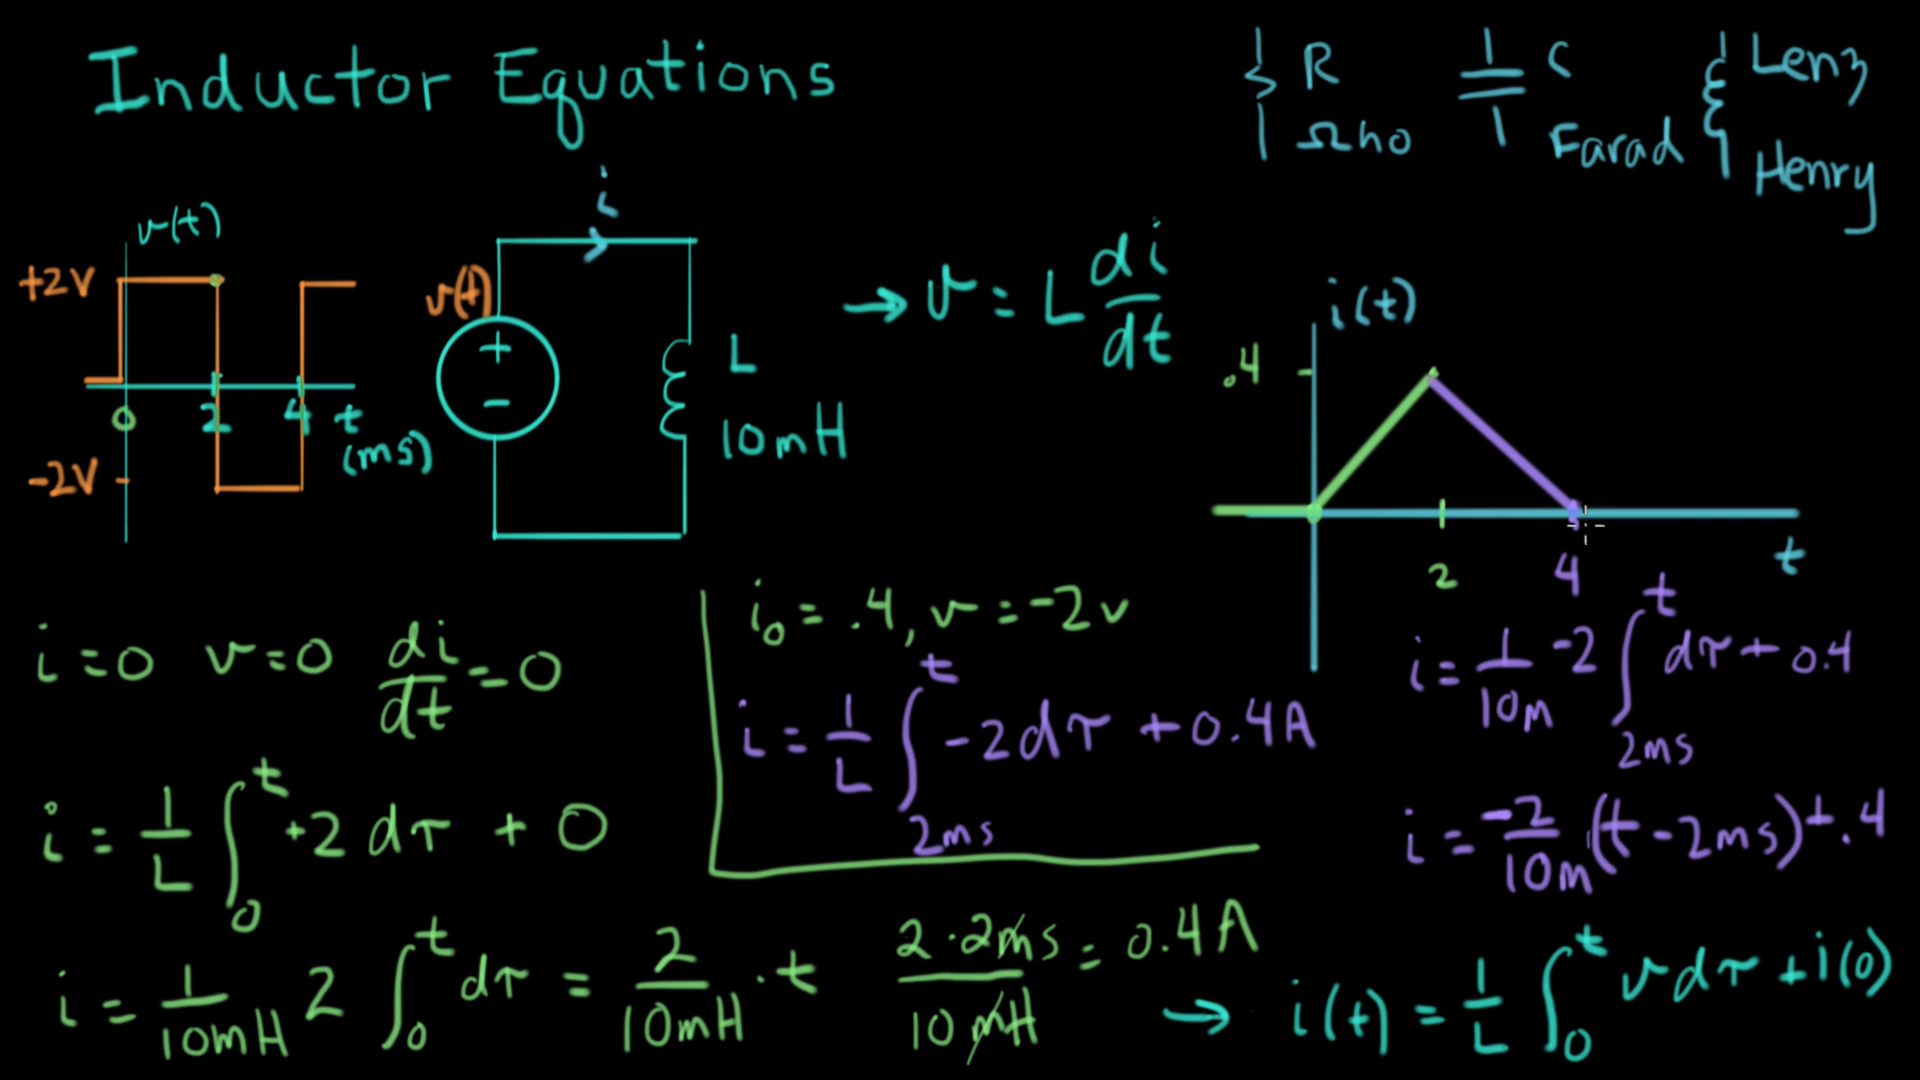 Inductor Equations
R
Ωho
C
Farad
Lenz
Henry
v(t)
+2V
-2V
0
2
4
t
(ms)
i
v(t)
+
-
L
10mH
→ v = L di/dt
i(t)
.4
2
4
t
i=0 v=0 di/dt=0
i = 1/L ∫₀ᵗ +2 dτ + 0
i = 1/10mH 2 ∫₀ᵗ dτ = 2/10mH · t
2·2ms/10mH = 0.4A
i₀ = .4, v = -2v
i = 1/L ∫_2ms^t -2dτ + 0.4A
i = 1/10m -2 ∫_2ms^t dτ + 0.4
i = -2/10m (t - 2ms) + .4
→ i(t) = 1/L ∫₀ᵗ v dτ + i(0)